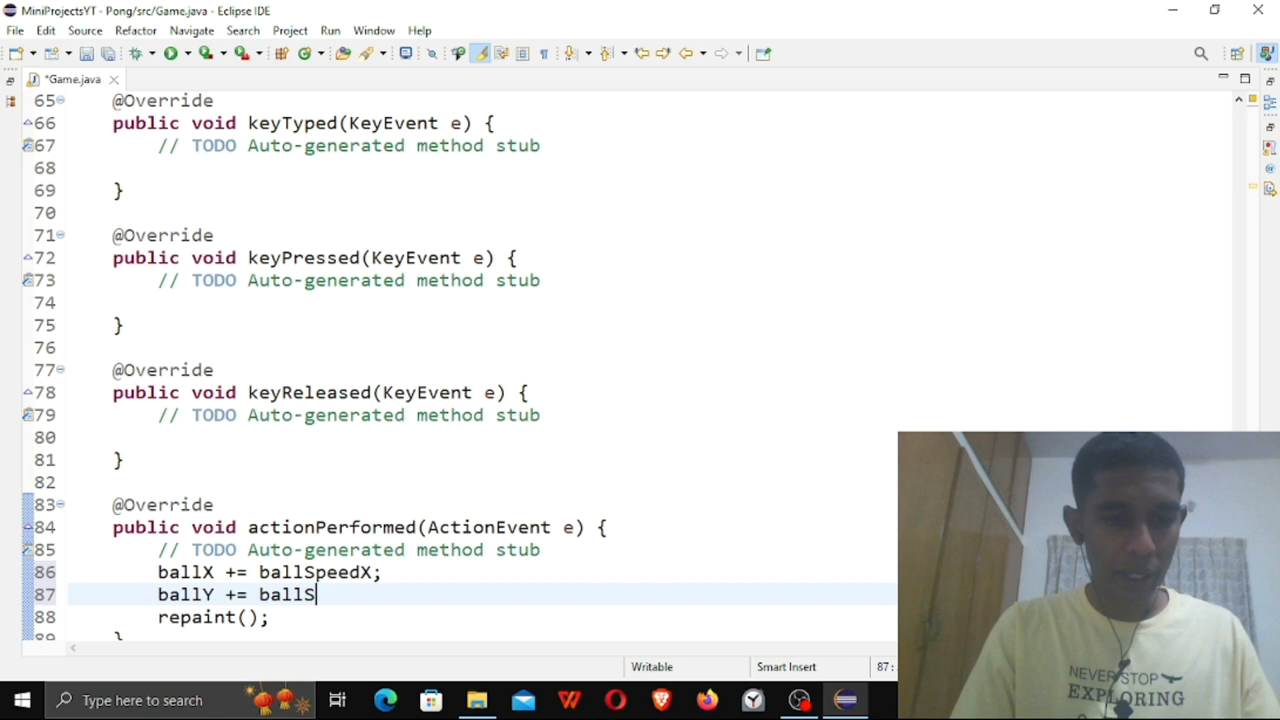 MiniProjectsYT - Pong/src/Game.java - Eclipse IDE
File Edit Source Refactor Navigate Search Project Run Window Help
*Game.java
65 @Override
66 public void keyTyped(KeyEvent e) {
67 // TODO Auto-generated method stub
68
69 }
70
71 @Override
72 public void keyPressed(KeyEvent e) {
73 // TODO Auto-generated method stub
74
75 }
76
77 @Override
78 public void keyReleased(KeyEvent e) {
79 // TODO Auto-generated method stub
80
81 }
82
83 @Override
84 public void actionPerformed(ActionEvent e) {
85 // TODO Auto-generated method stub
86 ballX += ballSpeedX;
87 ballY += ballS
88 repaint();
89 }
Writable Smart Insert 87:
NEVER STOP
EXPLORING
Type here to search